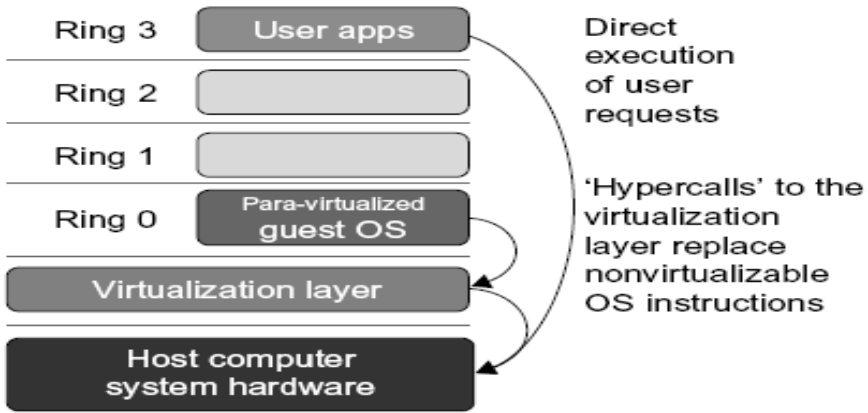 Ring 3
User apps
Direct
execution
of user
requests
Ring 2
Ring 1
Ring 0
Para-virtualized
guest OS
‘Hypercalls’ to the
virtualization
layer replace
nonvirtualizable
OS instructions
Virtualization layer
Host computer
system hardware